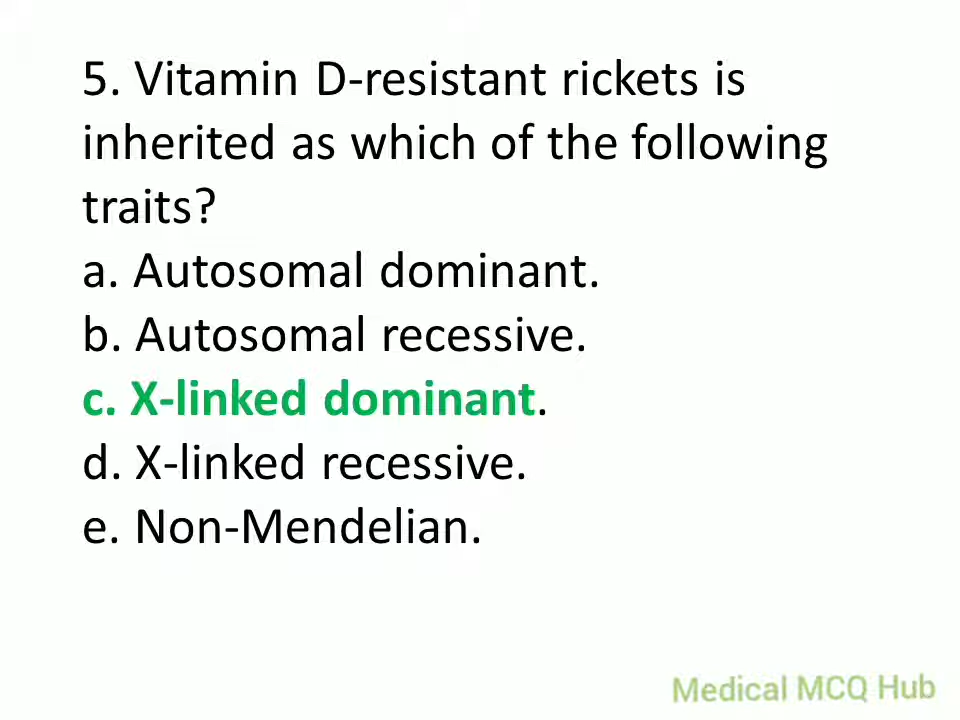 5. Vitamin D-resistant rickets is
inherited as which of the following
traits?
a. Autosomal dominant.
b. Autosomal recessive.
c. X-linked dominant.
d. X-linked recessive.
e. Non-Mendelian.
Medical MCQ Hub